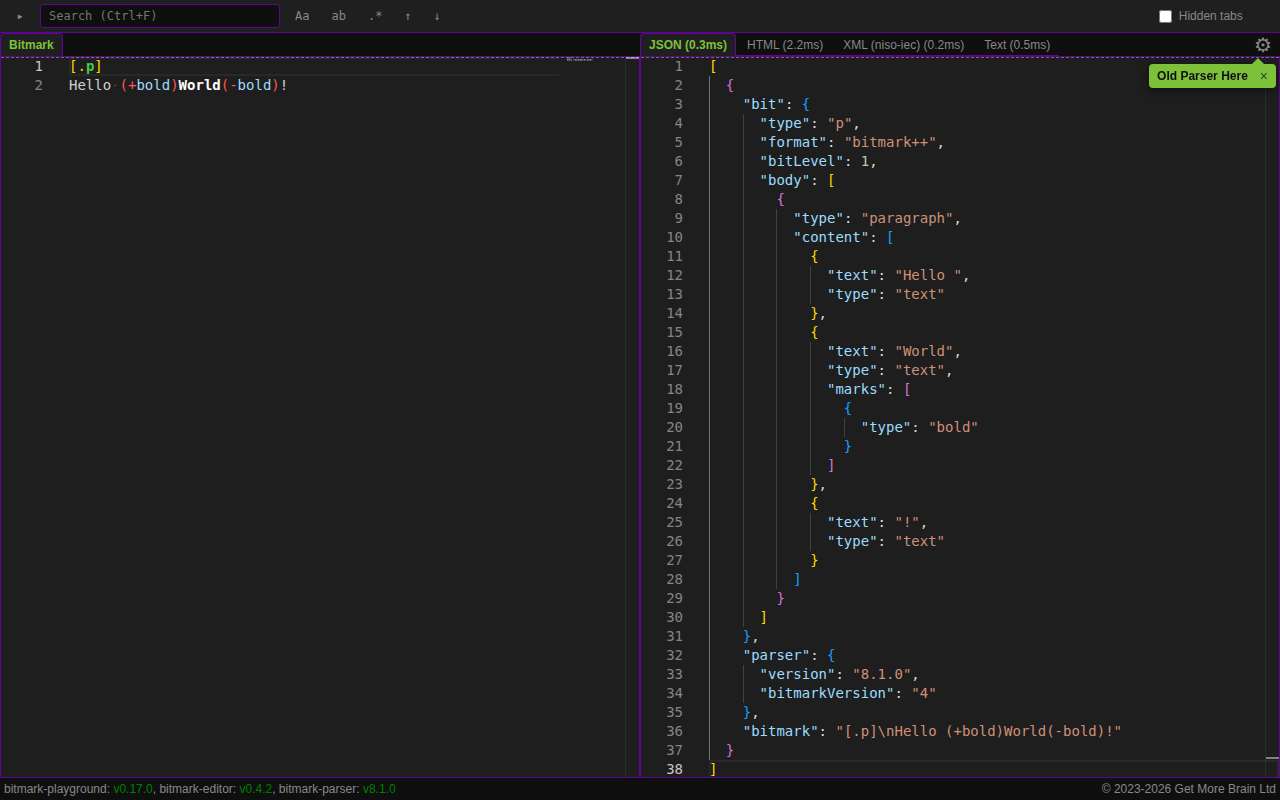 ▸ Search (Ctrl+F) Aa ab .* ↑ ↓ Hidden tabs
Bitmark
1 [.p]
2 Hello (+bold)World(-bold)!
JSON (0.3ms) HTML (2.2ms) XML (niso-iec) (0.2ms) Text (0.5ms) ⚙
Old Parser Here ×
1 [
2   {
3     "bit": {
4       "type": "p",
5       "format": "bitmark++",
6       "bitLevel": 1,
7       "body": [
8         {
9           "type": "paragraph",
10           "content": [
11             {
12               "text": "Hello ",
13               "type": "text"
14             },
15             {
16               "text": "World",
17               "type": "text",
18               "marks": [
19                 {
20                   "type": "bold"
21                 }
22               ]
23             },
24             {
25               "text": "!",
26               "type": "text"
27             }
28           ]
29         }
30       ]
31     },
32     "parser": {
33       "version": "8.1.0",
34       "bitmarkVersion": "4"
35     },
36     "bitmark": "[.p]\nHello (+bold)World(-bold)!"
37   }
38 ]
bitmark-playground: v0.17.0, bitmark-editor: v0.4.2, bitmark-parser: v8.1.0
© 2023-2026 Get More Brain Ltd